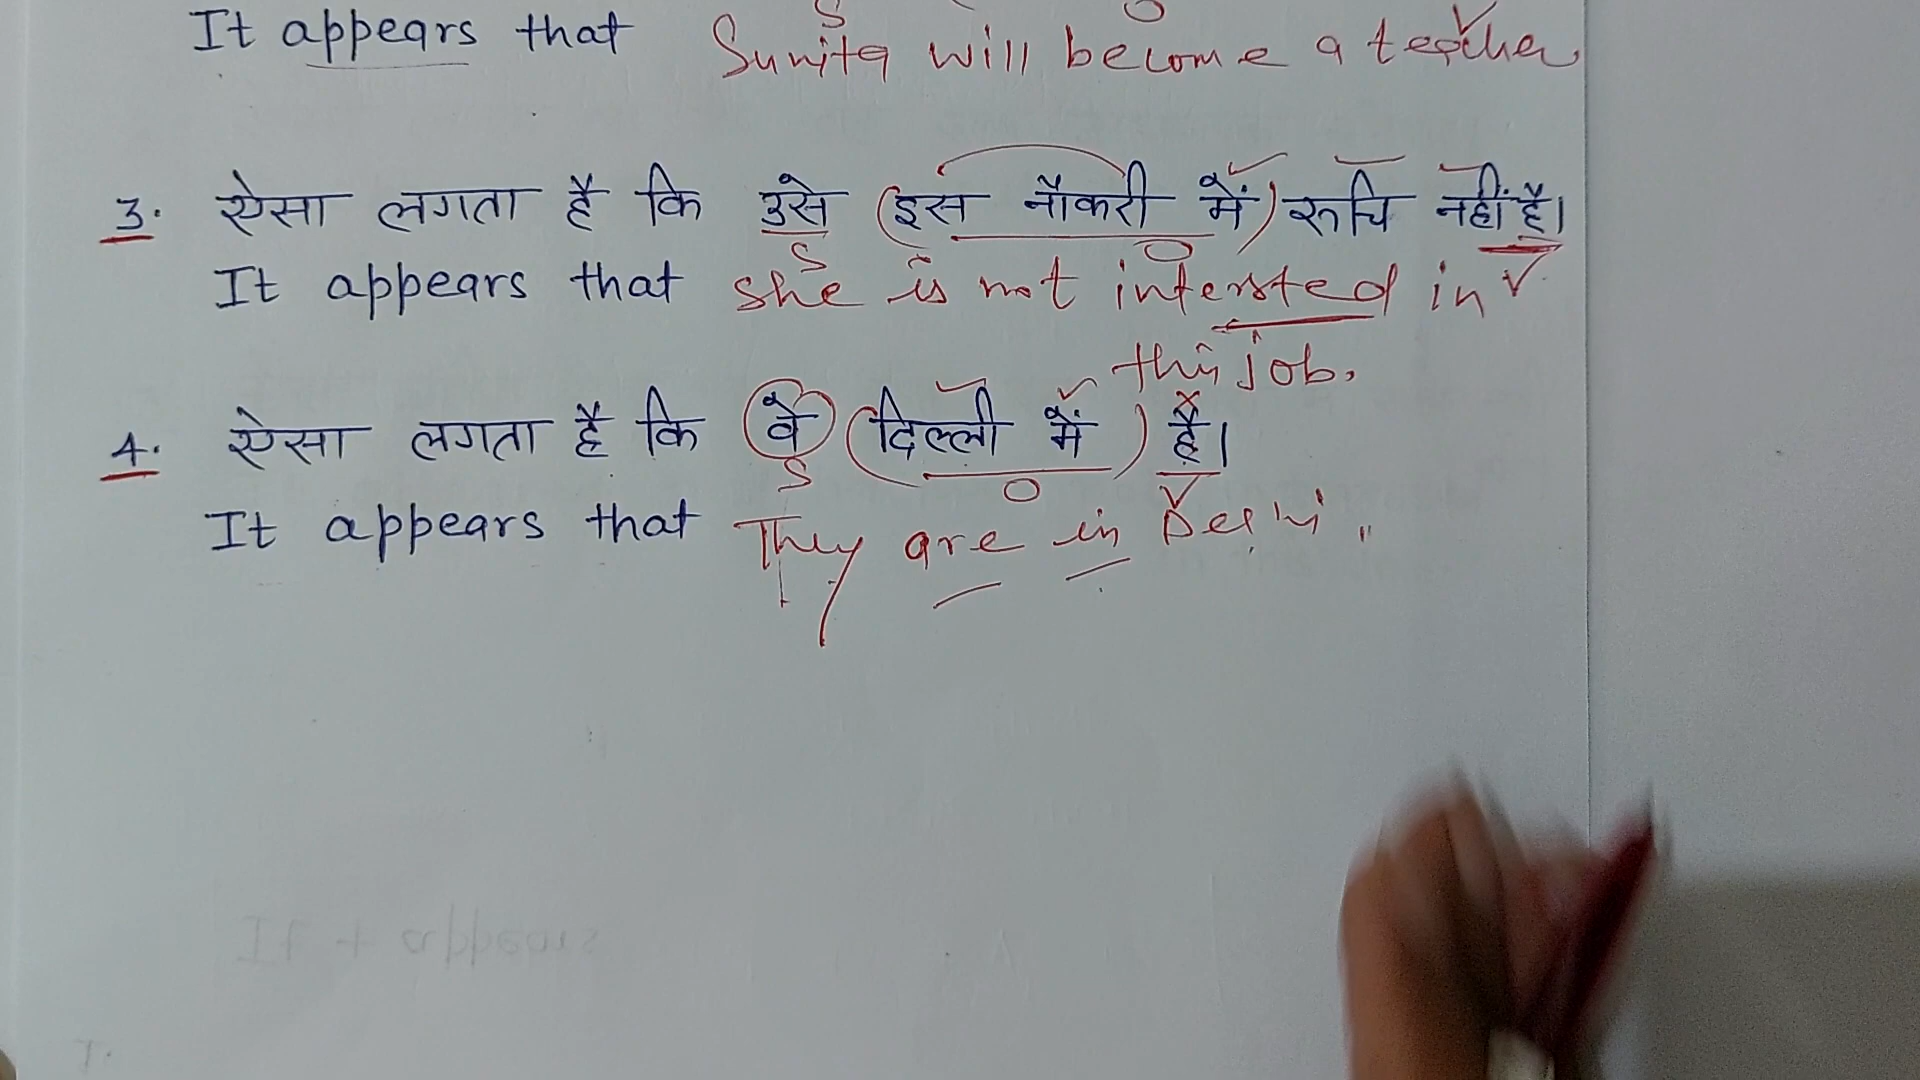 It appears that Sunita will become a teacher
3. ऐसा लगता है कि उसे (इस नौकरी में) रूचि नहीं है।
S O V
It appears that she is not intersted in
this job.
4. ऐसा लगता है कि वे (दिल्ली में) है।
S O V
It appears that They are in Delhi.